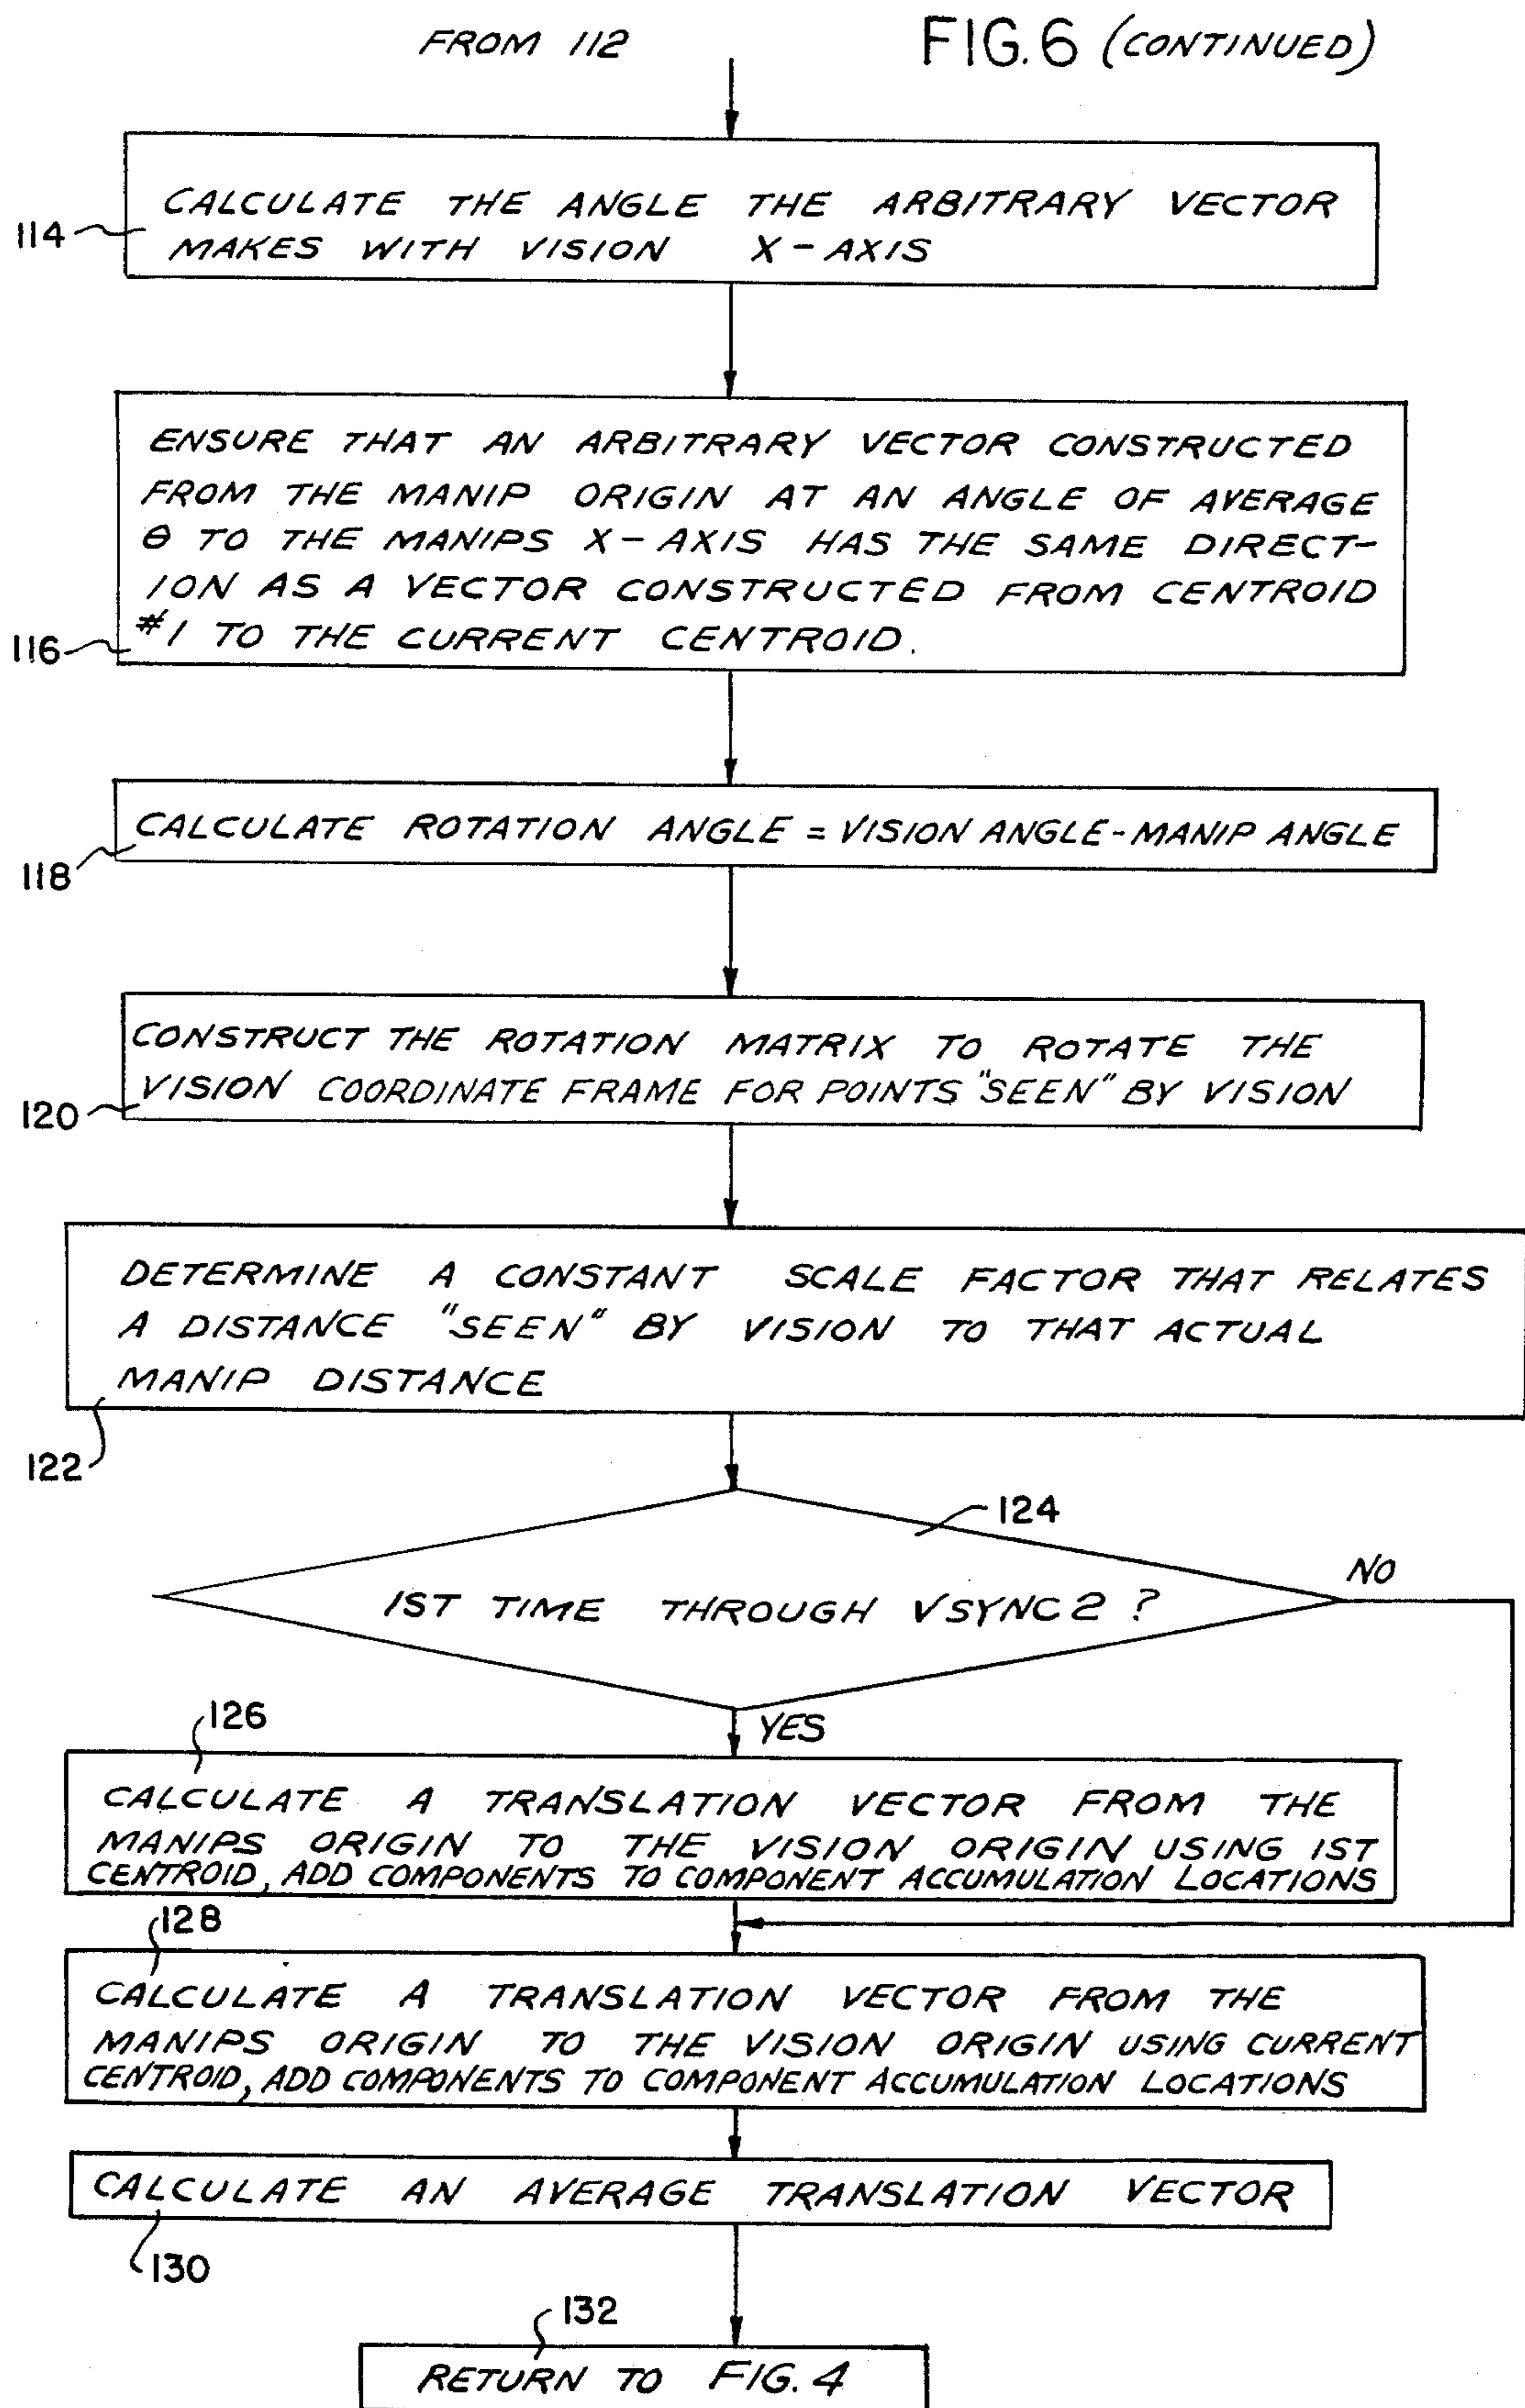 FROM 112
FIG. 6 (CONTINUED)
CALCULATE THE ANGLE THE ARBITRARY VECTOR
MAKES WITH VISION X-AXIS
114
ENSURE THAT AN ARBITRARY VECTOR CONSTRUCTED
FROM THE MANIP ORIGIN AT AN ANGLE OF AVERAGE
θ TO THE MANIPS X-AXIS HAS THE SAME DIRECT-
ION AS A VECTOR CONSTRUCTED FROM CENTROID
#1 TO THE CURRENT CENTROID.
116
CALCULATE ROTATION ANGLE = VISION ANGLE-MANIP ANGLE
118
CONSTRUCT THE ROTATION MATRIX TO ROTATE THE
VISION COORDINATE FRAME FOR POINTS "SEEN" BY VISION
120
DETERMINE A CONSTANT SCALE FACTOR THAT RELATES
A DISTANCE "SEEN" BY VISION TO THAT ACTUAL
MANIP DISTANCE
122
124
NO
1ST TIME THROUGH VSYNC2 ?
YES
126
CALCULATE A TRANSLATION VECTOR FROM THE
MANIPS ORIGIN TO THE VISION ORIGIN USING 1ST
CENTROID, ADD COMPONENTS TO COMPONENT ACCUMULATION LOCATIONS
128
CALCULATE A TRANSLATION VECTOR FROM THE
MANIPS ORIGIN TO THE VISION ORIGIN USING CURRENT
CENTROID, ADD COMPONENTS TO COMPONENT ACCUMULATION LOCATIONS
CALCULATE AN AVERAGE TRANSLATION VECTOR
130
132
RETURN TO FIG. 4